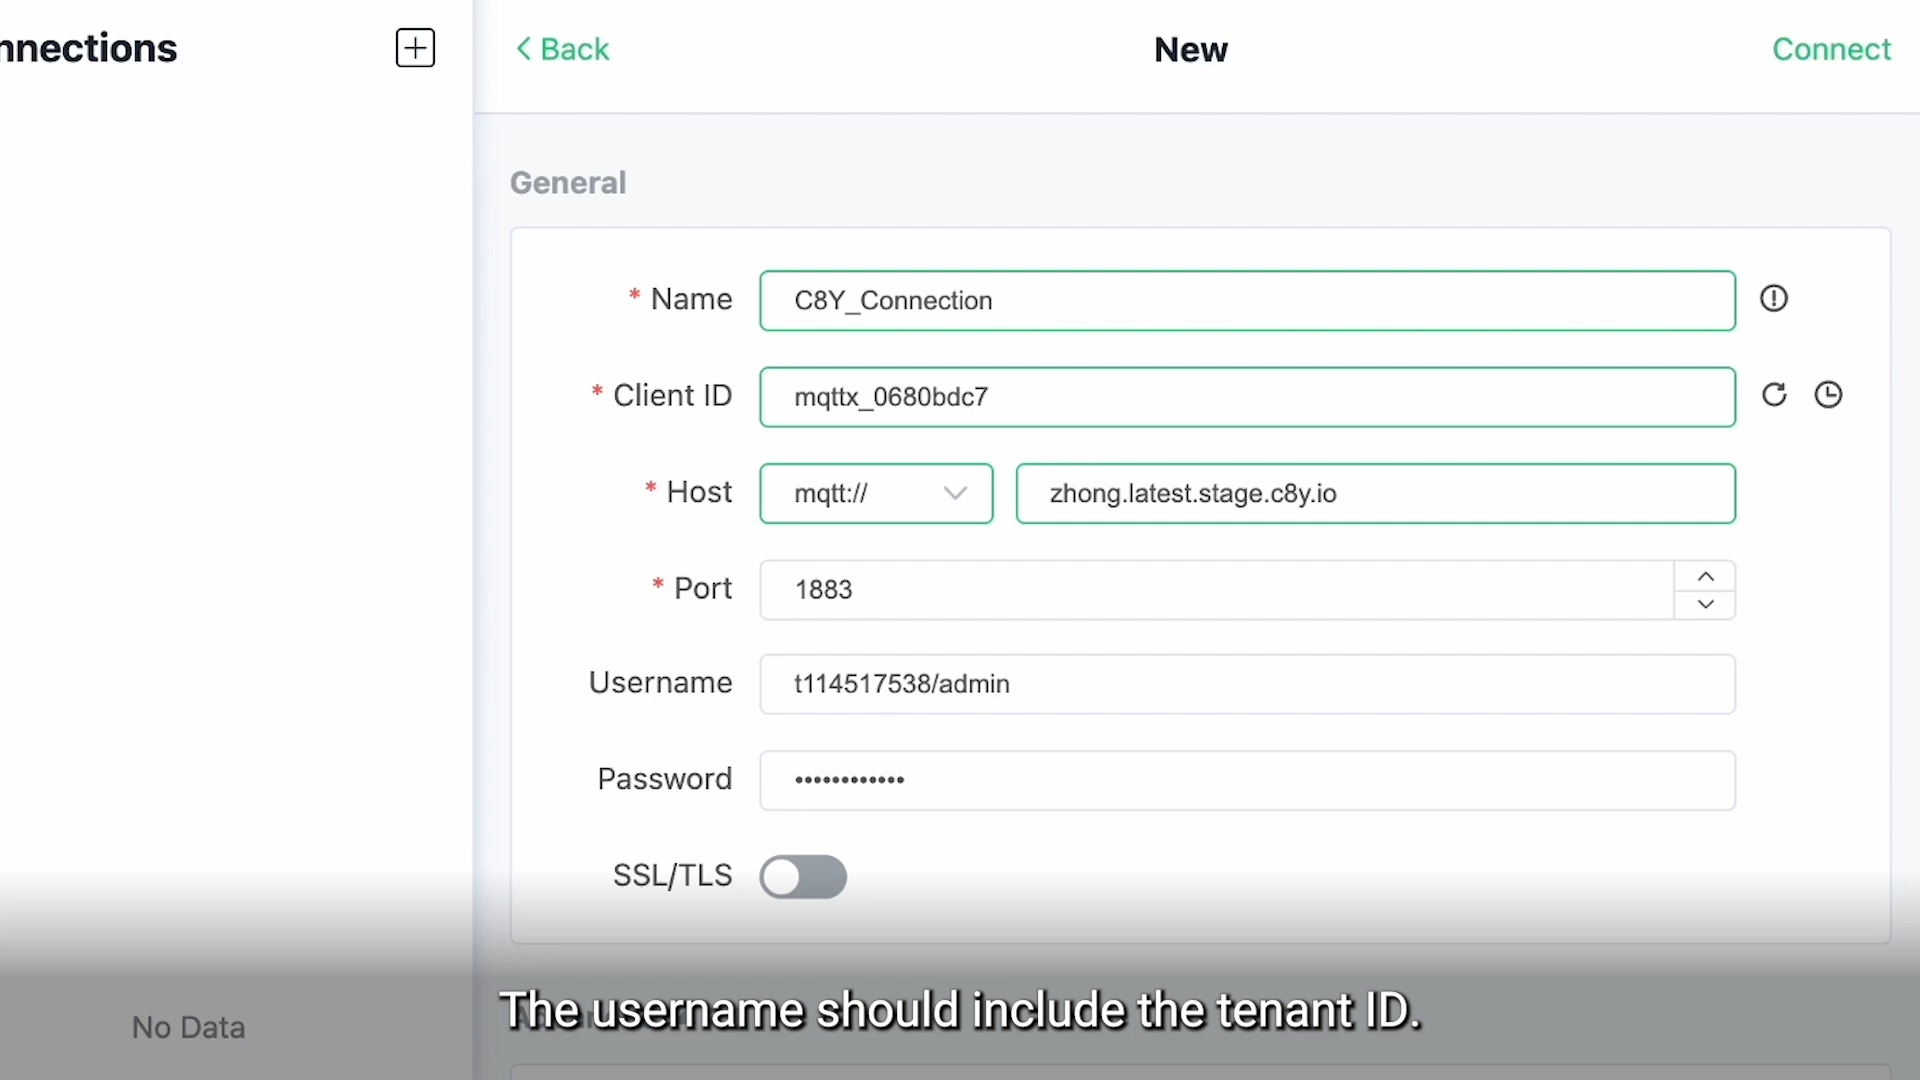 nnections
Back
New
Connect
General
* Name
C8Y_Connection
* Client ID
mqttx_0680bdc7
* Host
mqtt://
zhong.latest.stage.c8y.io
* Port
1883
Username
t114517538/admin
Password
••••••••••••
SSL/TLS
No Data
The username should include the tenant ID.